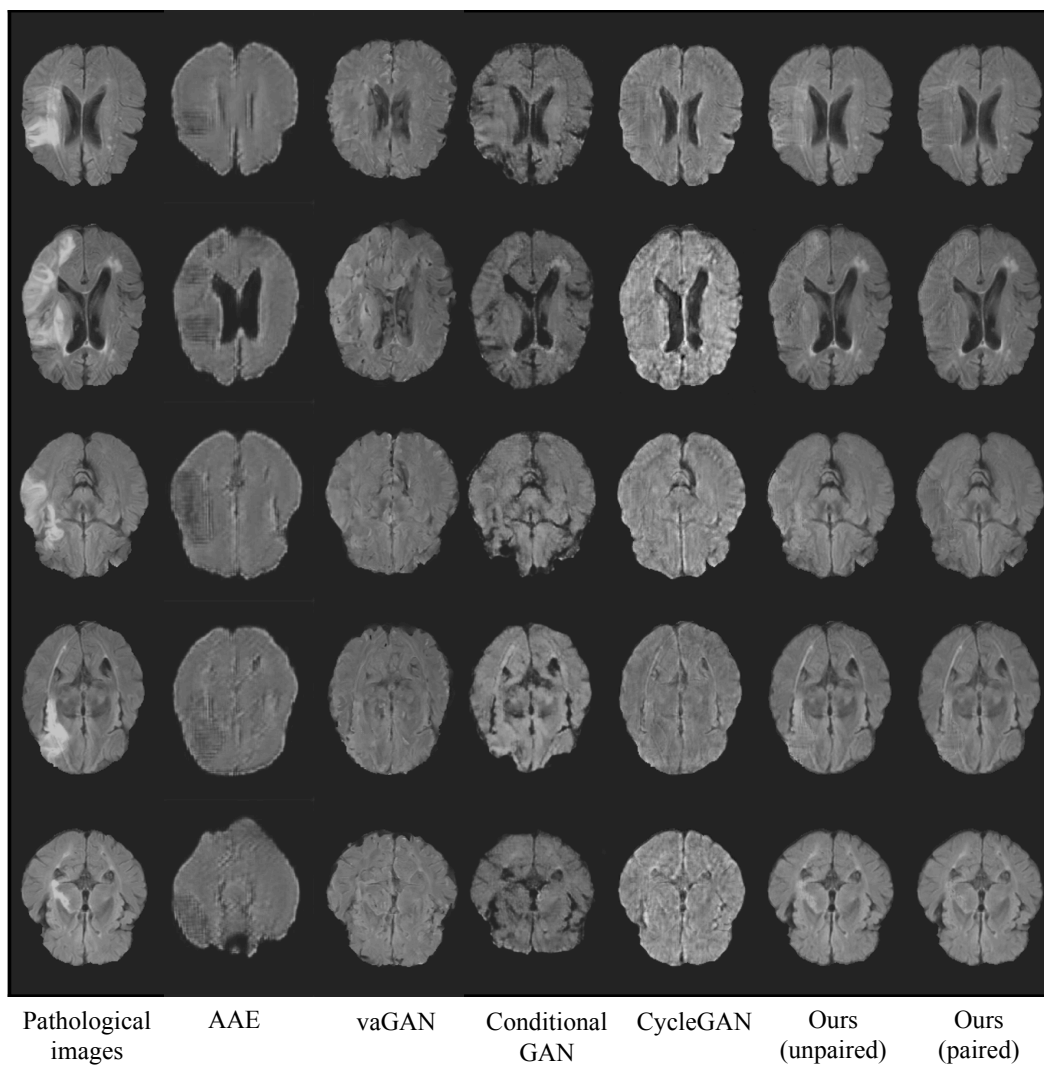 Pathological images
AAE
vaGAN
Conditional GAN
CycleGAN
Ours (unpaired)
Ours (paired)